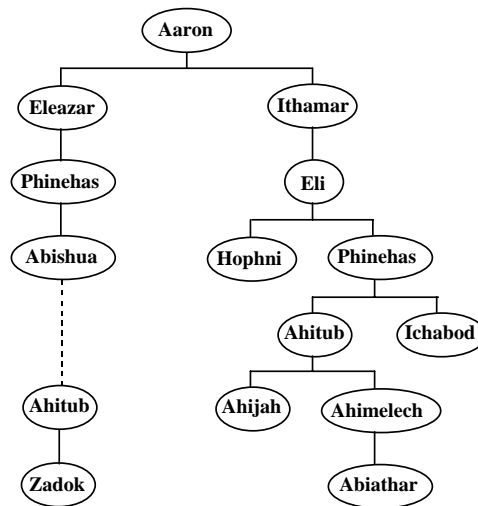 Aaron
Eleazar
Ithamar
Phinehas
Eli
Abishua
Hophni
Phinehas
Ahitub
Ichabod
Ahitub
Ahijah
Ahimelech
Zadok
Abiathar